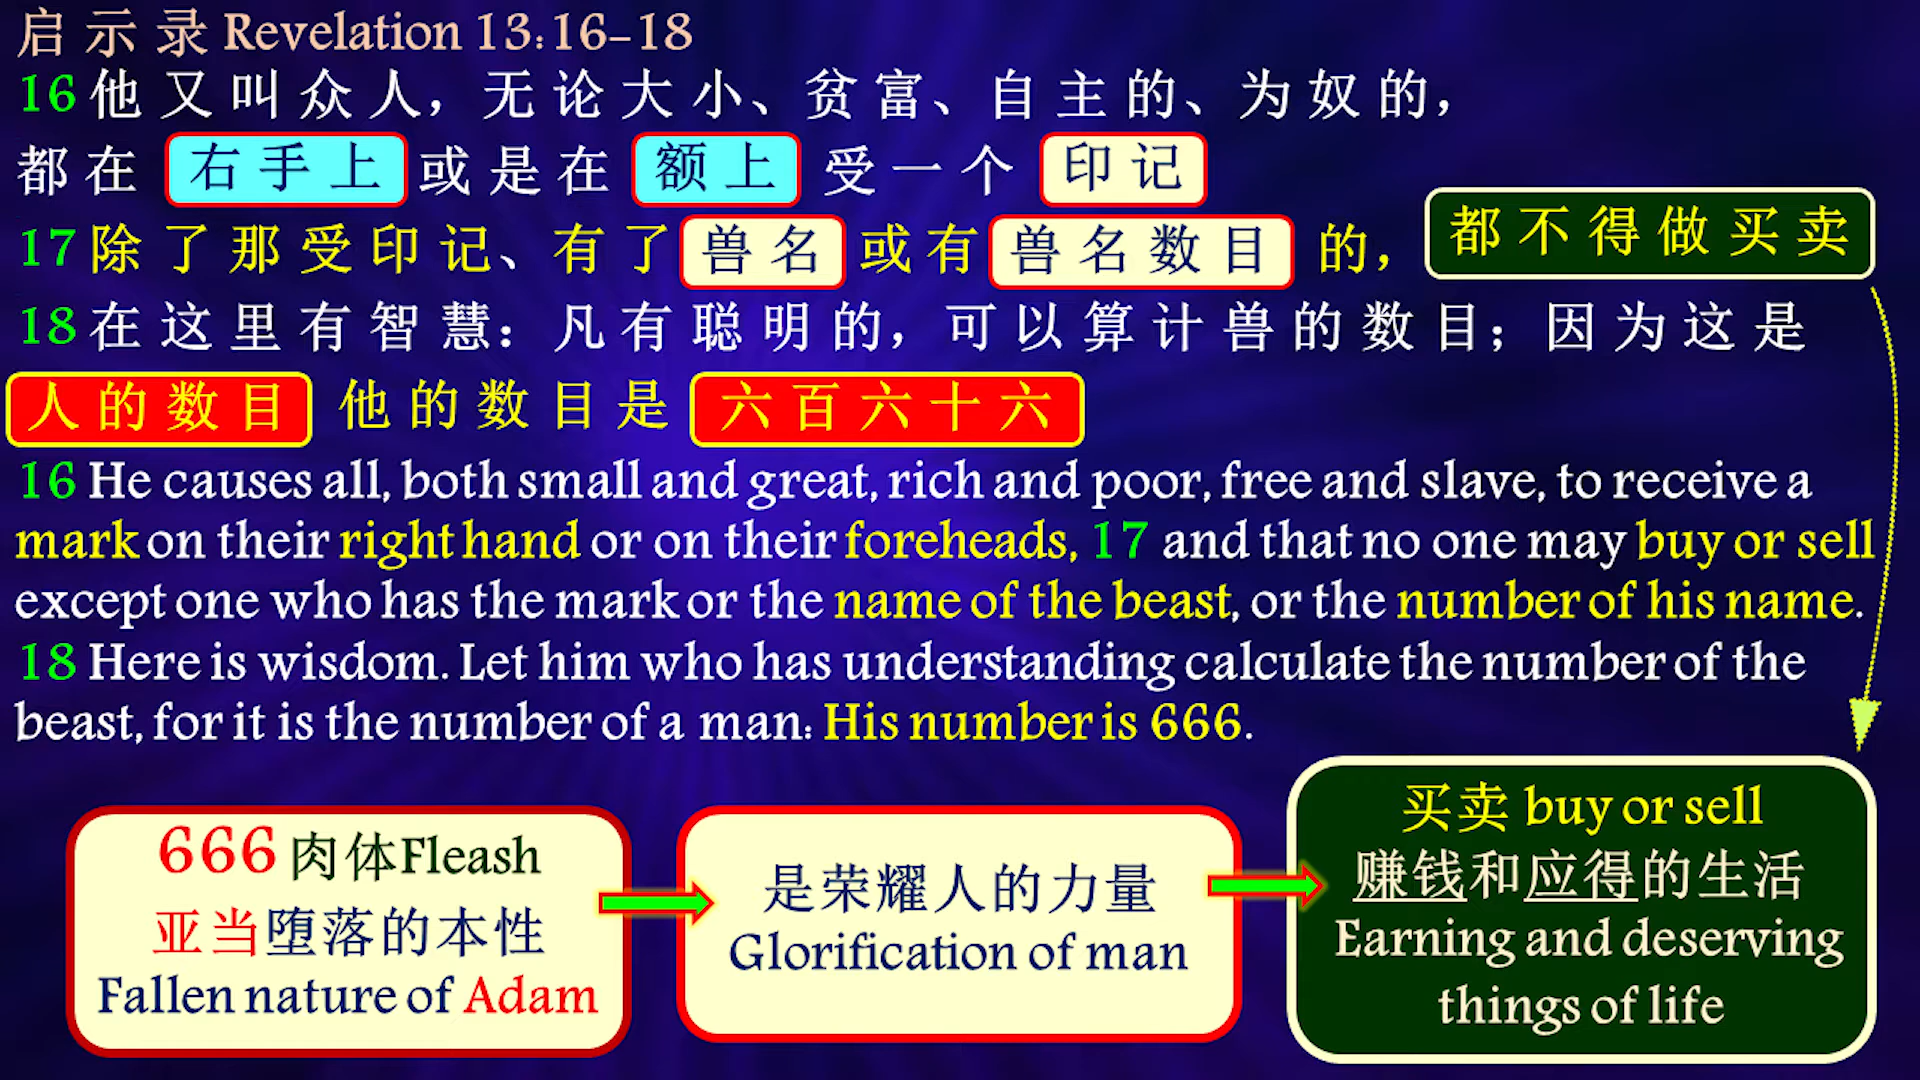 启示录 Revelation 13:16-18
16 他又叫众人，无论大小、贫富、自主的、为奴的，
都在 右手上 或是在 额上 受一个 印记
17 除了那受印记、有了 兽名 或有 兽名数目 的， 都不得做买卖
18 在这里有智慧：凡有聪明的，可以算计兽的数目；因为这是
人的数目 他的数目是 六百六十六
16 He causes all, both small and great, rich and poor, free and slave, to receive a
mark on their right hand or on their foreheads, 17 and that no one may buy or sell
except one who has the mark or the name of the beast, or the number of his name.
18 Here is wisdom. Let him who has understanding calculate the number of the
beast, for it is the number of a man: His number is 666.
666 肉体Fleash
亚当堕落的本性
Fallen nature of Adam
是荣耀人的力量
Glorification of man
买卖 buy or sell
赚钱和应得的生活
Earning and deserving
things of life